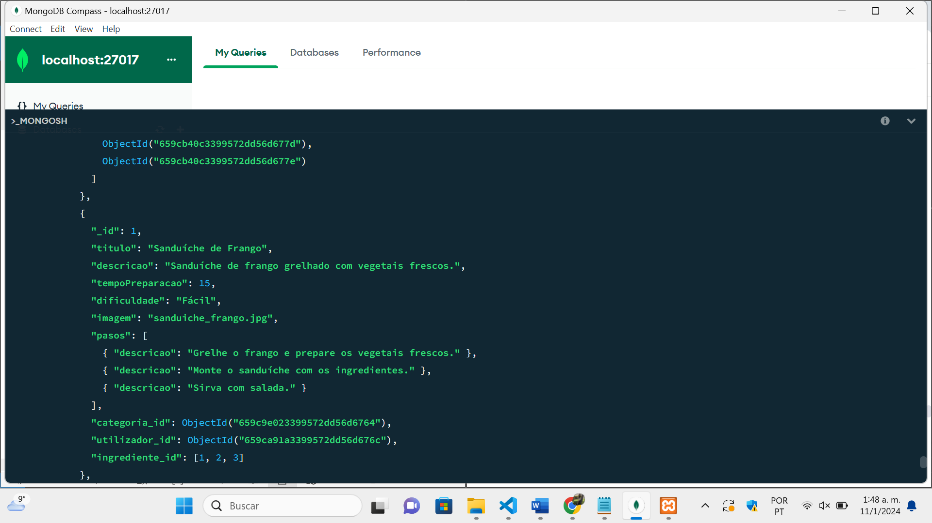 MongoDB Compass - localhost:27017
Connect Edit View Help
localhost:27017 ...
My Queries Databases Performance
{} My Queries
>_MONGOSH
ObjectId("659cb40c3399572dd56d677d"),
ObjectId("659cb40c3399572dd56d677e")
]
},
{
"_id": 1,
"titulo": "Sanduíche de Frango",
"descricao": "Sanduíche de frango grelhado com vegetais frescos.",
"tempoPreparacao": 15,
"dificuldade": "Fácil",
"imagem": "sanduiche_frango.jpg",
"pasos": [
{ "descricao": "Grelhe o frango e prepare os vegetais frescos." },
{ "descricao": "Monte o sanduíche com os ingredientes." },
{ "descricao": "Sirva com salada." }
],
"categoria_id": ObjectId("659c9e023399572dd56d6764"),
"utilizador_id": ObjectId("659ca91a3399572dd56d676c"),
"ingrediente_id": [1, 2, 3]
},
9°
Buscar
POR
PT
1:48 a. m.
11/1/2024